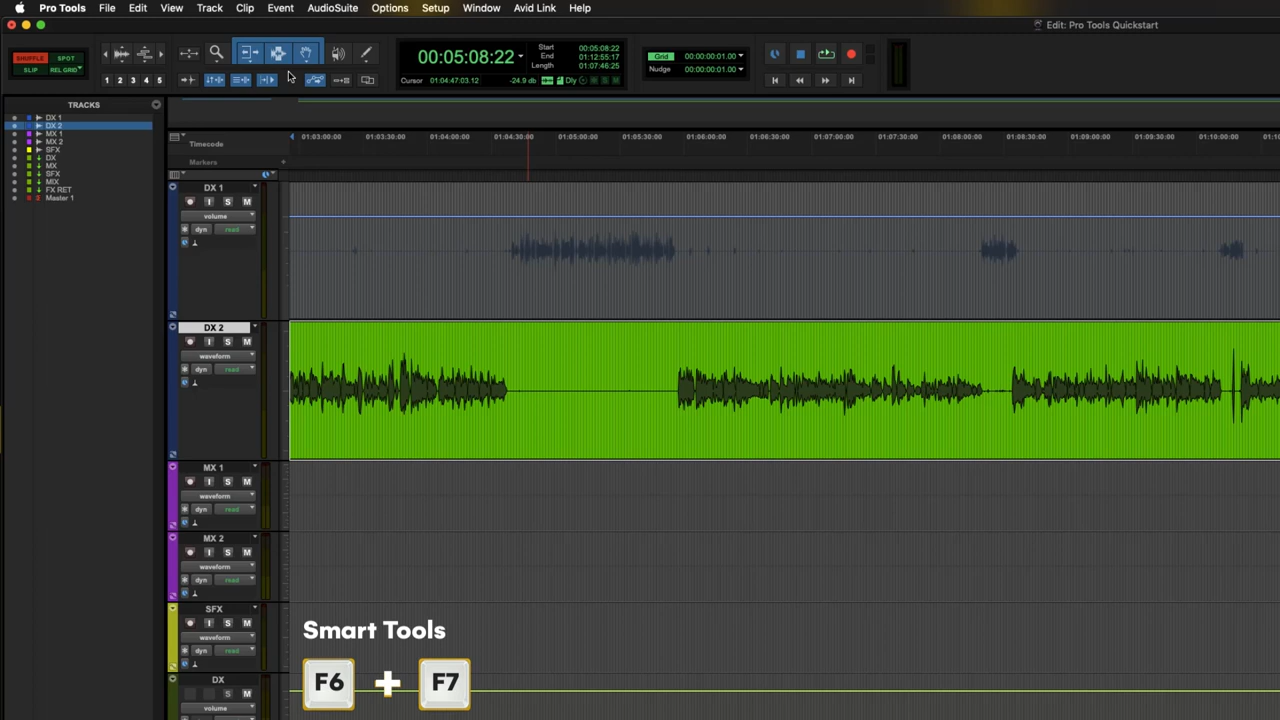 Pro Tools File Edit View Track Clip Event AudioSuite Options Setup Window Avid Link Help
Edit: Pro Tools Quickstart
SHUFFLE SPOT
SLIP REL GRID
1 2 3 4 5
00:05:08:22
Start 00:05:08:22
End 01:12:55:17
Length 01:07:46:25
Cursor 01:04:47:03.12 -24.9 db Dly
Grid 00:00:00:01.00
Nudge 00:00:00:01.00
TRACKS
DX 1
DX 2
MX 1
MX 2
SFX
DX
MX
SFX
MIX
FX RET
Master 1
Timecode
01:03:00:00 01:03:30:00 01:04:00:00 01:04:30:00 01:05:00:00 01:05:30:00 01:06:00:00 01:06:30:00 01:07:00:00 01:07:30:00 01:08:00:00 01:08:30:00 01:09:00:00 01:09:30:00 01:10:00:00
Markers
DX 1
I S M
volume
dyn read
DX 2
I S M
waveform
dyn read
MX 1
I S M
waveform
dyn read
MX 2
I S M
waveform
dyn read
SFX
I S M
waveform
dyn read
DX
S M
volume
Smart Tools
F6 + F7